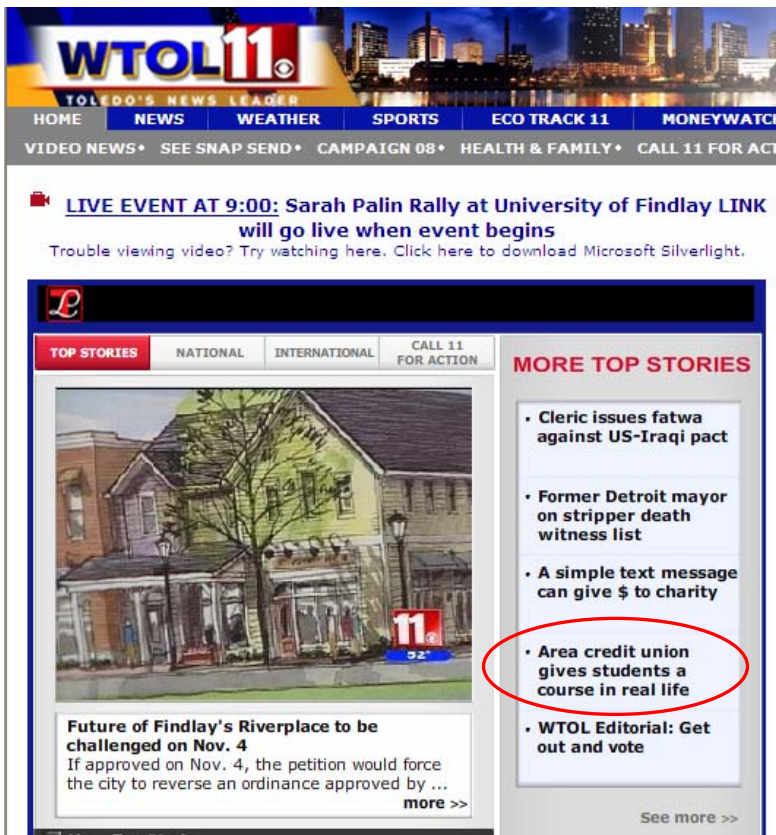 WTOL 11
TOLEDO'S NEWS LEADER
HOME NEWS WEATHER SPORTS ECO TRACK 11 MONEYWATC
VIDEO NEWS• SEE SNAP SEND• CAMPAIGN 08• HEALTH & FAMILY• CALL 11 FOR ACT
LIVE EVENT AT 9:00: Sarah Palin Rally at University of Findlay LINK
will go live when event begins
Trouble viewing video? Try watching here. Click here to download Microsoft Silverlight.
L
TOP STORIES NATIONAL INTERNATIONAL CALL 11
FOR ACTION
11
52°
Future of Findlay's Riverplace to be
challenged on Nov. 4
If approved on Nov. 4, the petition would force
the city to reverse an ordinance approved by ...
more >>
MORE TOP STORIES
• Cleric issues fatwa
against US-Iraqi pact
• Former Detroit mayor
on stripper death
witness list
• A simple text message
can give $ to charity
• Area credit union
gives students a
course in real life
• WTOL Editorial: Get
out and vote
See more >>